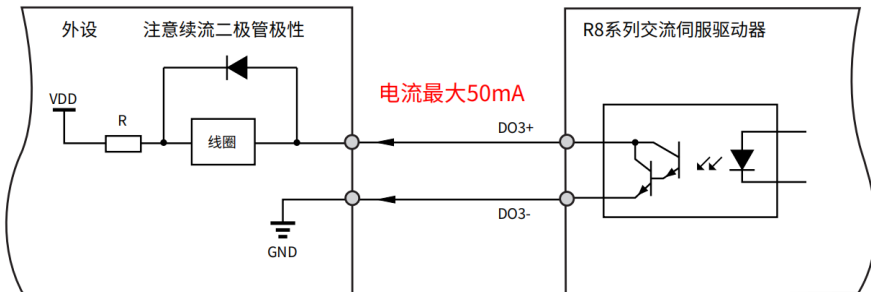 外设
注意续流二极管极性
R8系列交流伺服驱动器
VDD
R
线圈
电流最大50mA
DO3+
DO3-
GND